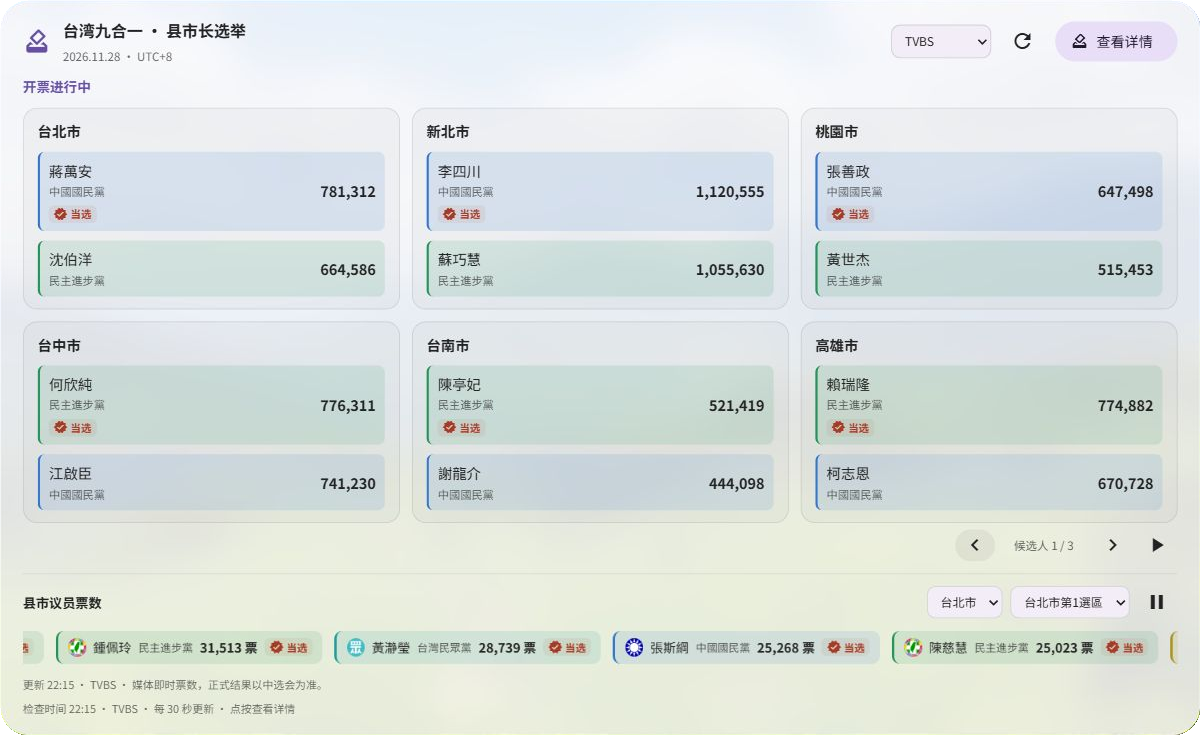 台湾九合一 • 县市长选举
2026.11.28 • UTC+8
TVBS
查看详情
开票进行中
台北市
蔣萬安
中國國民黨
当选
781,312
沈伯洋
民主進步黨
664,586
新北市
李四川
中國國民黨
当选
1,120,555
蘇巧慧
民主進步黨
1,055,630
桃園市
張善政
中國國民黨
当选
647,498
黃世杰
民主進步黨
515,453
台中市
何欣純
民主進步黨
当选
776,311
江啟臣
中國國民黨
741,230
台南市
陳亭妃
民主進步黨
当选
521,419
謝龍介
中國國民黨
444,098
高雄市
賴瑞隆
民主進步黨
当选
774,882
柯志恩
中國國民黨
670,728
候选人 1 / 3
县市议员票数
台北市
台北市第1選區
鍾佩玲 民主進步黨 31,513 票 当选
黃瀞瑩 台灣民眾黨 28,739 票 当选
張斯綱 中國國民黨 25,268 票 当选
陳慈慧 民主進步黨 25,023 票 当选
更新 22:15 • TVBS • 媒体即时票数，正式结果以中选会为准。
检查时间 22:15 • TVBS • 每 30 秒更新 • 点按查看详情